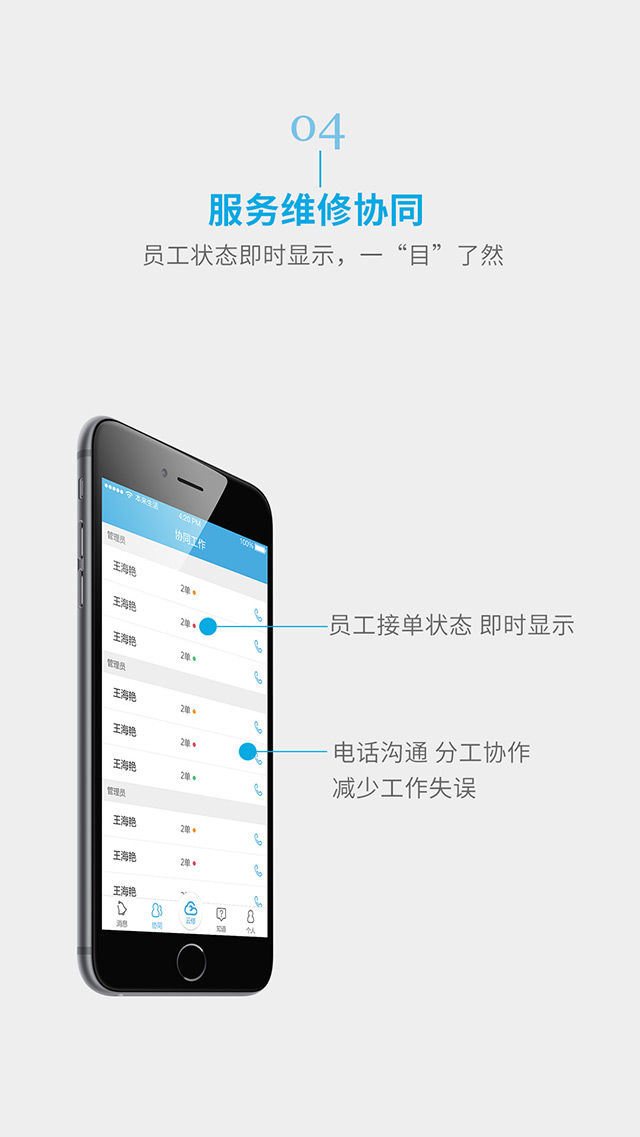 04
服务维修协同
员工状态即时显示，一“目”了然
本来生活
4:20 PM
100%
协同工作
管理员
王海艳 2单
王海艳 2单
王海艳 2单
管理员
王海艳 2单
王海艳 2单
王海艳 2单
管理员
王海艳 2单
王海艳 2单
王海艳
消息 协同 云修 知道 个人
员工接单状态 即时显示
电话沟通 分工协作
减少工作失误